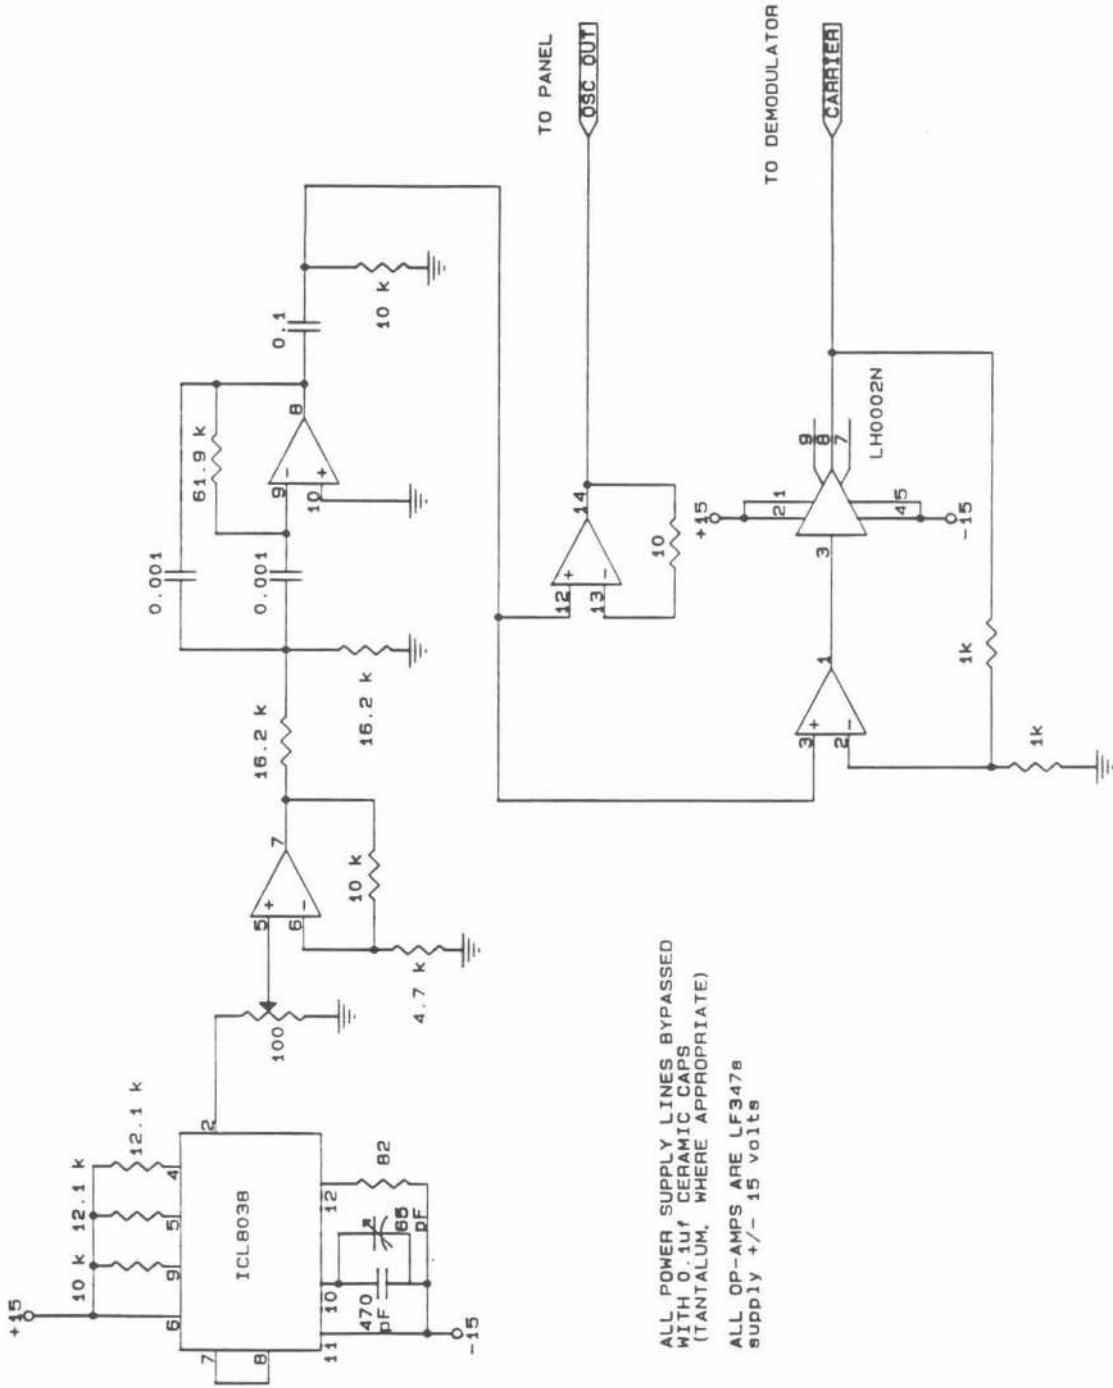 +15
10 k
12.1 k
12.1 k
6
9
5
4
7
8
ICL8038
2
11
10
12
470
pF
65
pF
82
-15
100
5
+
6
-
7
10 k
4.7 k
16.2 k
16.2 k
0.001
0.001
61.9 k
9
-
10
+
8
0.1
10 k
12
+
13
-
14
10
TO PANEL
OSC OUT
3
+
2
-
1
1k
1k
+15
2
1
3
4
5
-15
9
8
7
LH0002N
TO DEMODULATOR
CARRIER
ALL POWER SUPPLY LINES BYPASSED
WITH 0.1uf CERAMIC CAPS
(TANTALUM, WHERE APPROPRIATE)
ALL OP-AMPS ARE LF347s
supply +/- 15 volts